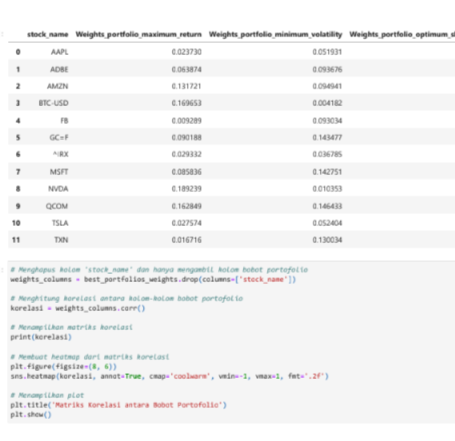 stock_name Weights_portfolio_maximum_return Weights_portfolio_minimum_volatility Weights_portfolio_optimum_s
0 AAPL 0.023730 0.051931
1 ADBE 0.063874 0.093676
2 AMZN 0.131721 0.094941
3 BTC-USD 0.169653 0.004182
4 FB 0.009289 0.093034
5 GC=F 0.090188 0.143477
6 ^IRX 0.029332 0.036785
7 MSFT 0.085836 0.142751
8 NVDA 0.189239 0.010353
9 QCOM 0.162849 0.146433
10 TSLA 0.027574 0.052404
11 TXN 0.016716 0.130034
# Menghapus kolom 'stock_name' dan hanya mengambil kolom bobot portofolio
weights_columns = best_portfolios_weights.drop(columns=['stock_name'])
# Menghitung korelasi antara kolom-kolom bobot portofolio
korelasi = weights_columns.corr()
# Menampilkan matriks korelasi
print(korelasi)
# Membuat heatmap dari matriks korelasi
plt.figure(figsize=(8, 6))
sns.heatmap(korelasi, annot=True, cmap='coolwarm', vmin=-1, vmax=1, fmt='.2f')
# Menampilkan plot
plt.title('Matriks Korelasi antara Bobot Portofolio')
plt.show()